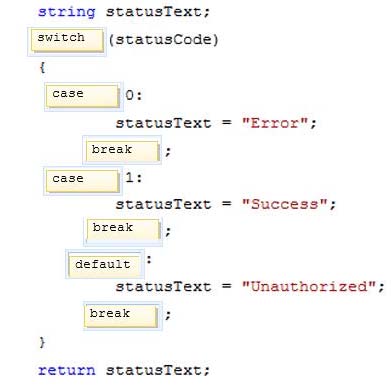 string statusText;
switch (statusCode)
{
case 0:
statusText = "Error";
break ;
case 1:
statusText = "Success";
break ;
default :
statusText = "Unauthorized";
break ;
}
return statusText;